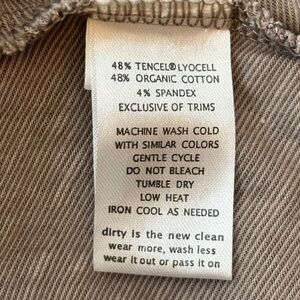 48% TENCEL® LYOCELL
48% ORGANIC COTTON
4% SPANDEX
EXCLUSIVE OF TRIMS
MACHINE WASH COLD
WITH SIMILAR COLORS
GENTLE CYCLE
DO NOT BLEACH
TUMBLE DRY
LOW HEAT
IRON COOL AS NEEDED
dirty is the new clean
wear more, wash less
wear it out or pass it on